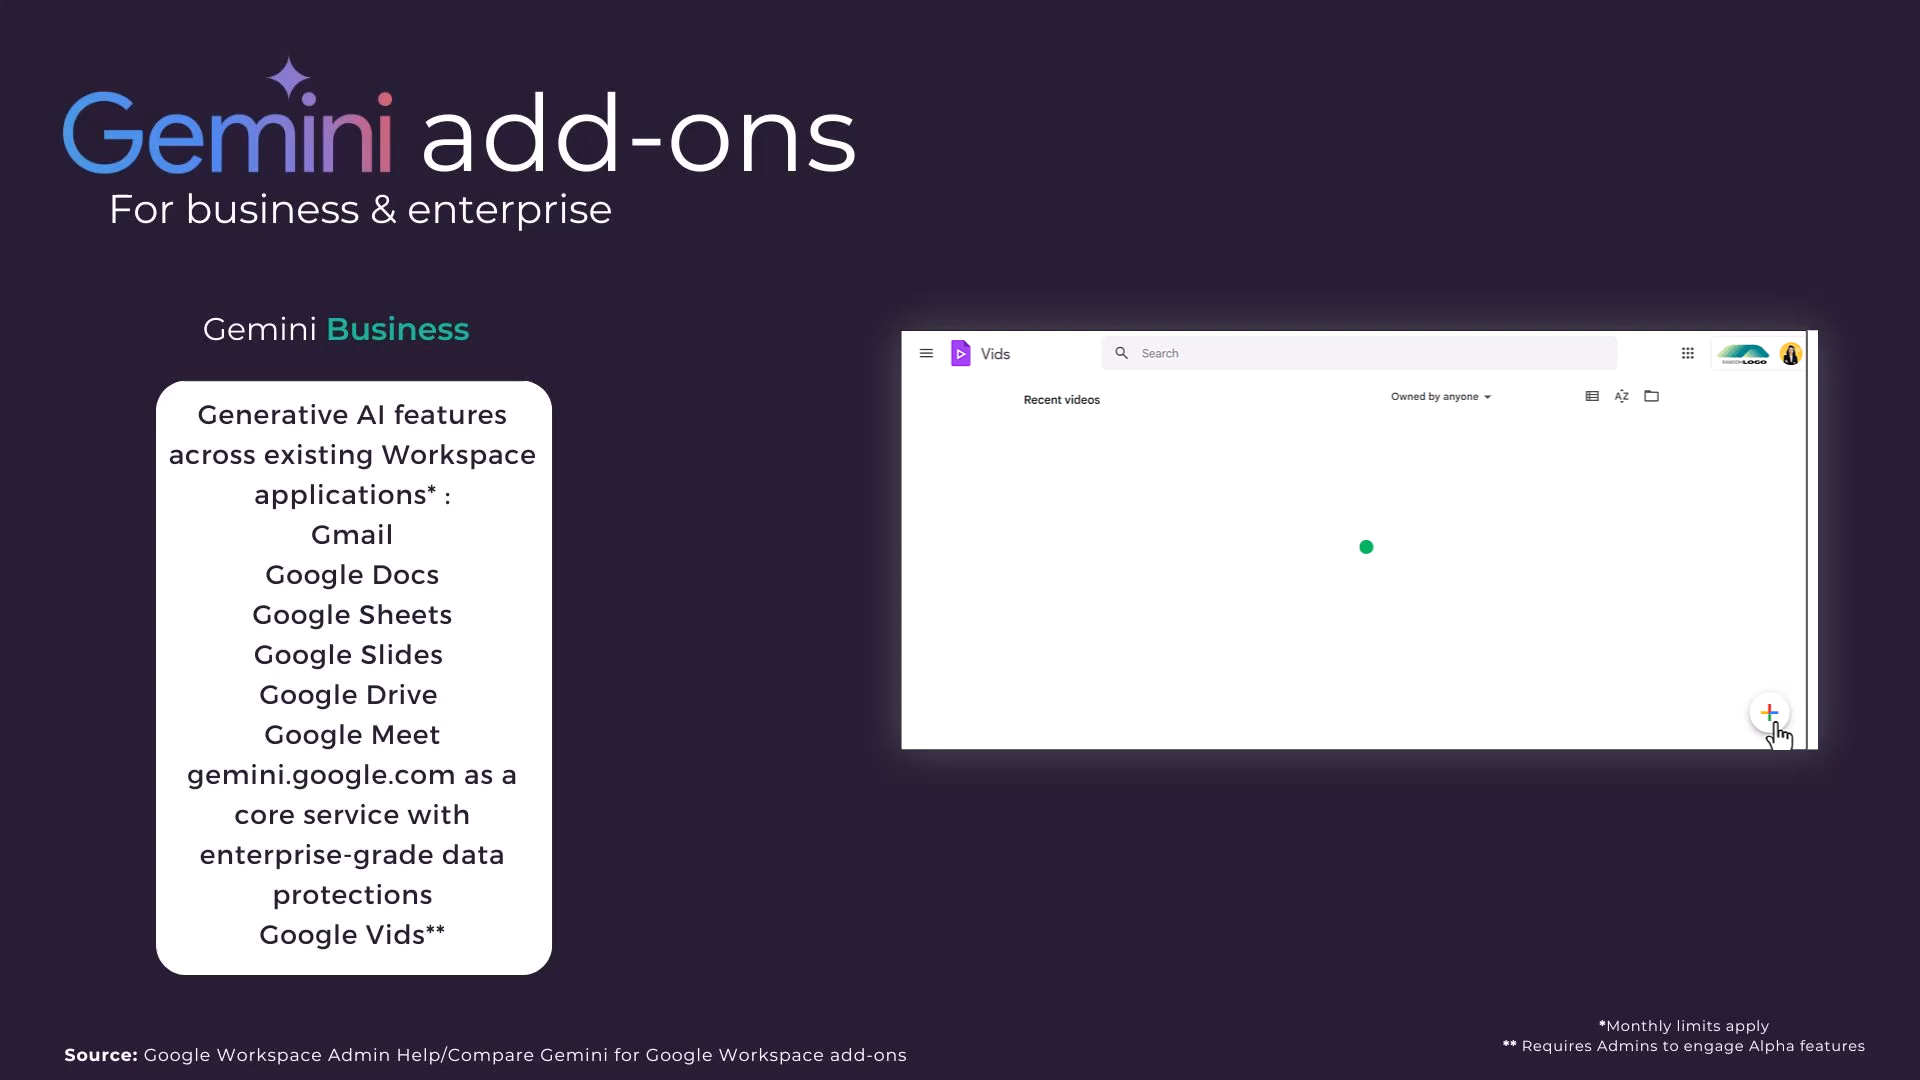 Gemini add-ons
For business & enterprise
Gemini Business
Generative AI features
across existing Workspace
applications* :
Gmail
Google Docs
Google Sheets
Google Slides
Google Drive
Google Meet
gemini.google.com as a
core service with
enterprise-grade data
protections
Google Vids**
Vids
Search
RANDOMLOGO
Recent videos
Owned by anyone
AZ
*Monthly limits apply
** Requires Admins to engage Alpha features
Source: Google Workspace Admin Help/Compare Gemini for Google Workspace add-ons